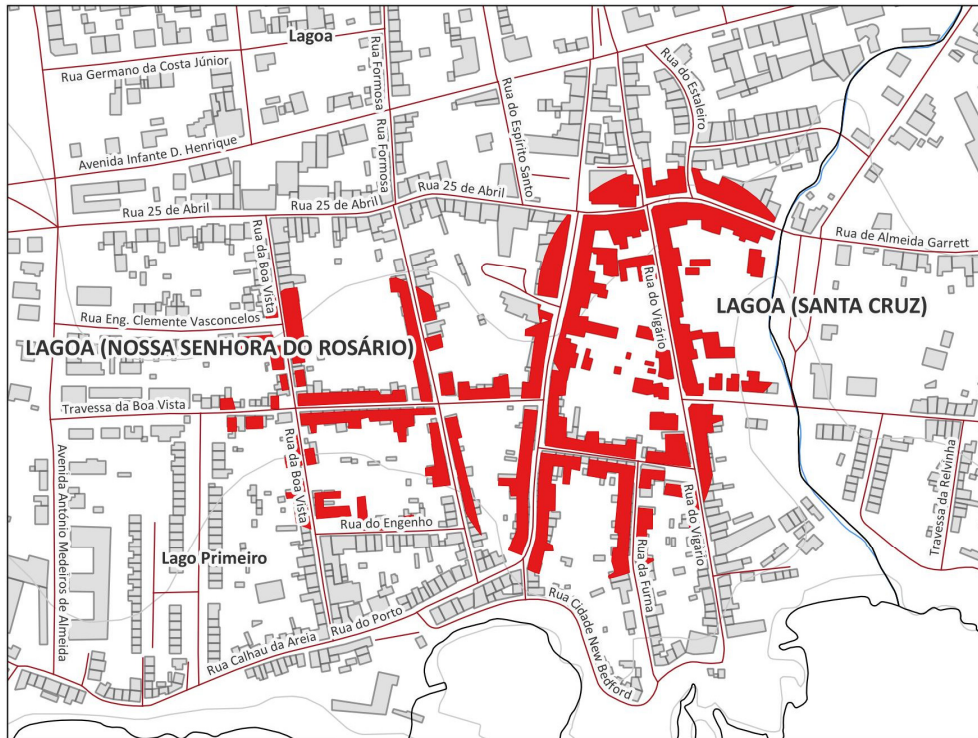 Lagoa
Rua Germano da Costa Júnior
Rua Formosa
Rua Formosa
Rua do Estaleiro
Rua do Espírito Santo
Avenida Infante D. Henrique
Rua 25 de Abril
Rua 25 de Abril
Rua 25 de Abril
Rua da Boa Vista
Rua de Almeida Garrett
Rua do Vigário
LAGOA (SANTA CRUZ)
Rua Eng. Clemente Vasconcelos
LAGOA (NOSSA SENHORA DO ROSÁRIO)
Travessa da Boa Vista
Avenida António Medeiros de Almeida
Rua da Boa Vista
Travessa da Relvinha
Rua do Engenho
Rua do Vigário
Rua da Furna
Lago Primeiro
Rua do Porto
Rua Calhau da Areia
Rua Cidade New Bedford